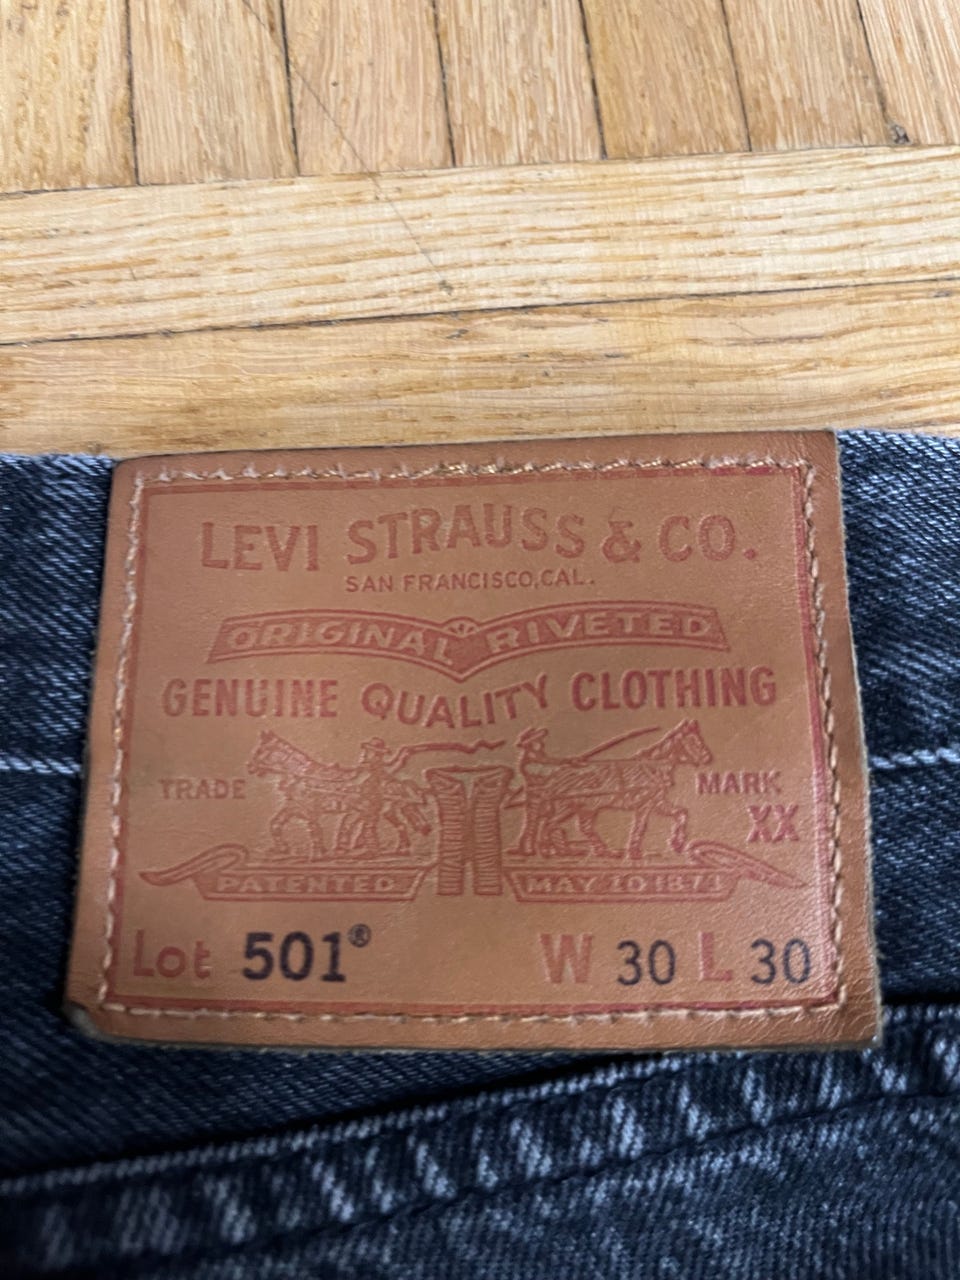 LEVI STRAUSS & CO.
SAN FRANCISCO, CAL.
ORIGINAL RIVETED
GENUINE QUALITY CLOTHING
TRADE MARK
XX
PATENTED MAY 20 1873
Lot 501® W 30 L 30